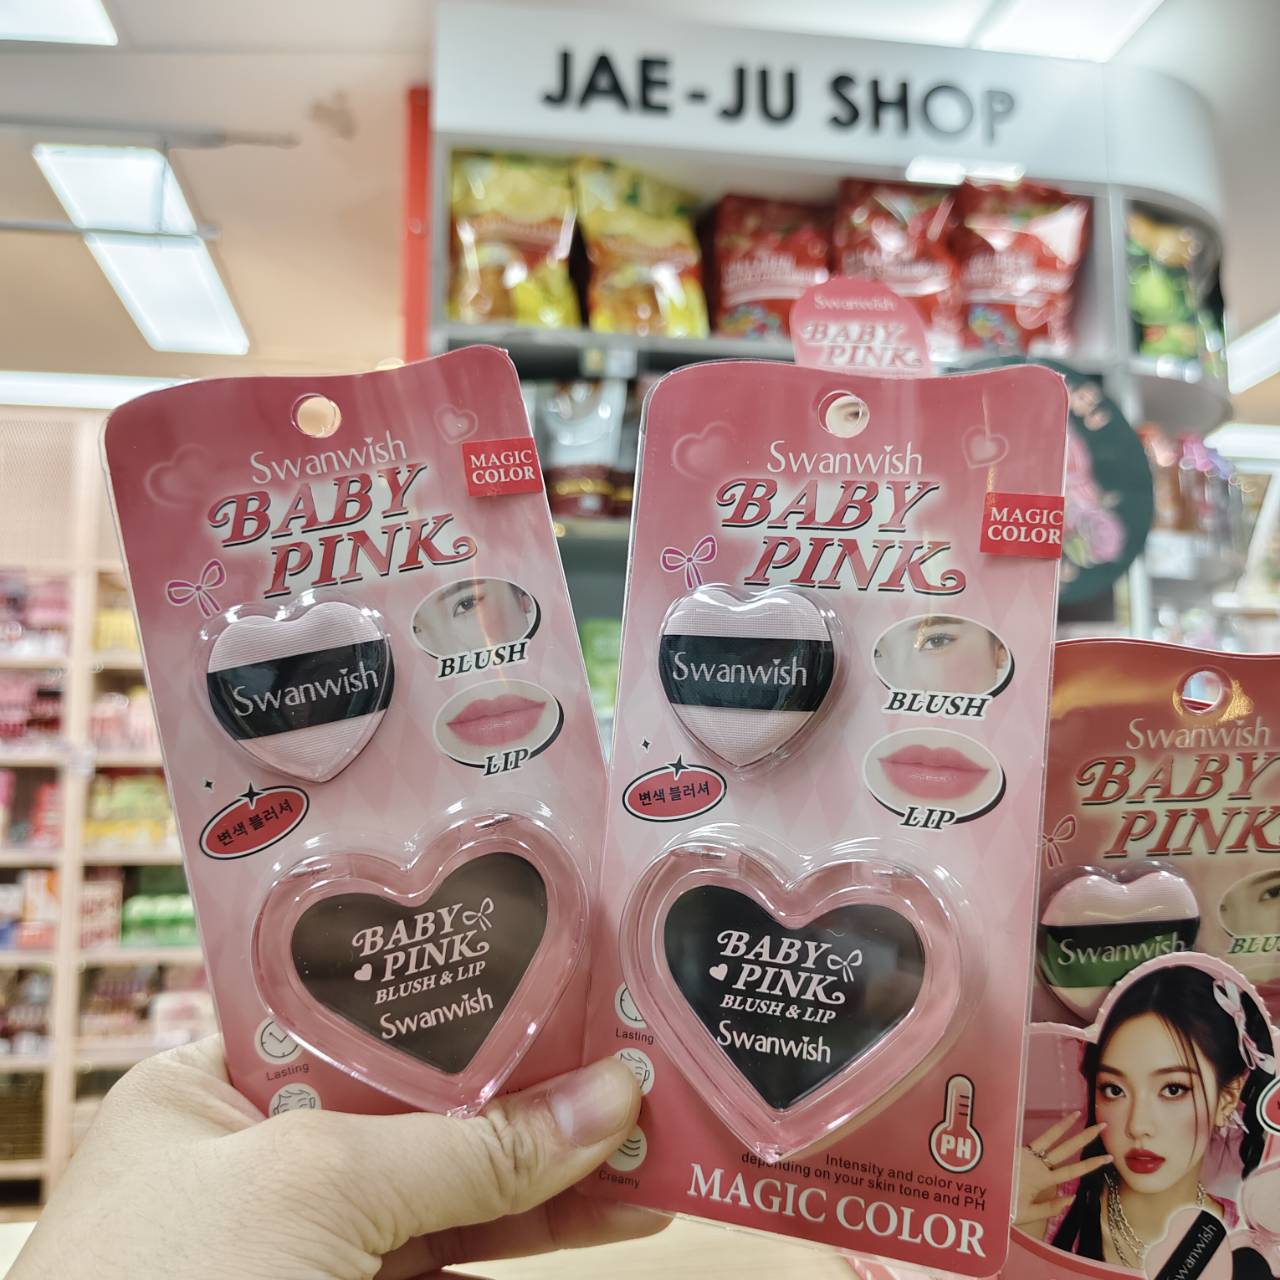 JAE-JU SHOP
Swanwish
BABY
PINK
Swanwish
BABY
PINK
MAGIC
COLOR
Swanwish
BLUSH
LIP
변색 블러셔
BABY
PINK
BLUSH & LIP
Swanwish
Lasting
Swanwish
BABY
PINK
MAGIC
COLOR
Swanwish
BLUSH
LIP
변색 블러셔
BABY
PINK
BLUSH & LIP
Swanwish
Lasting
Creamy
PH
Intensity and color vary
depending on your skin tone and PH
MAGIC COLOR
Swanwish
BABY
PINK
Swanwish
Swanwish